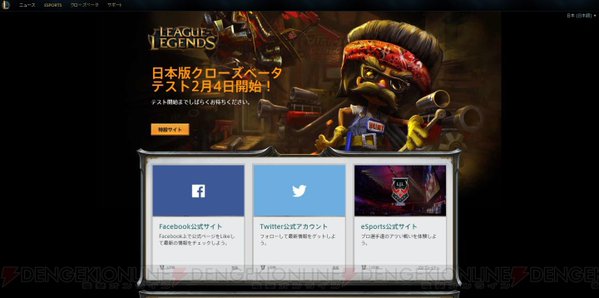 ニュース ESPORTS クローズベータ サポート
日本 (日本語)
LEAGUE OF LEGENDS
日本版クローズベータ
テスト2月4日開始！
テスト開始までしばらくお待ちください。
特設サイト
Facebook公式サイト
Facebook上で公式ページをLikeし
て最新の情報をチェックしよう。
Twitter公式アカウント
フォローして最新情報をゲットしよ
う。
eSports公式サイト
プロ選手達のアツい戦いを体験しよ
う。
DENGEKIONLINE DENGEKIONLINE DENGEKIONLINE